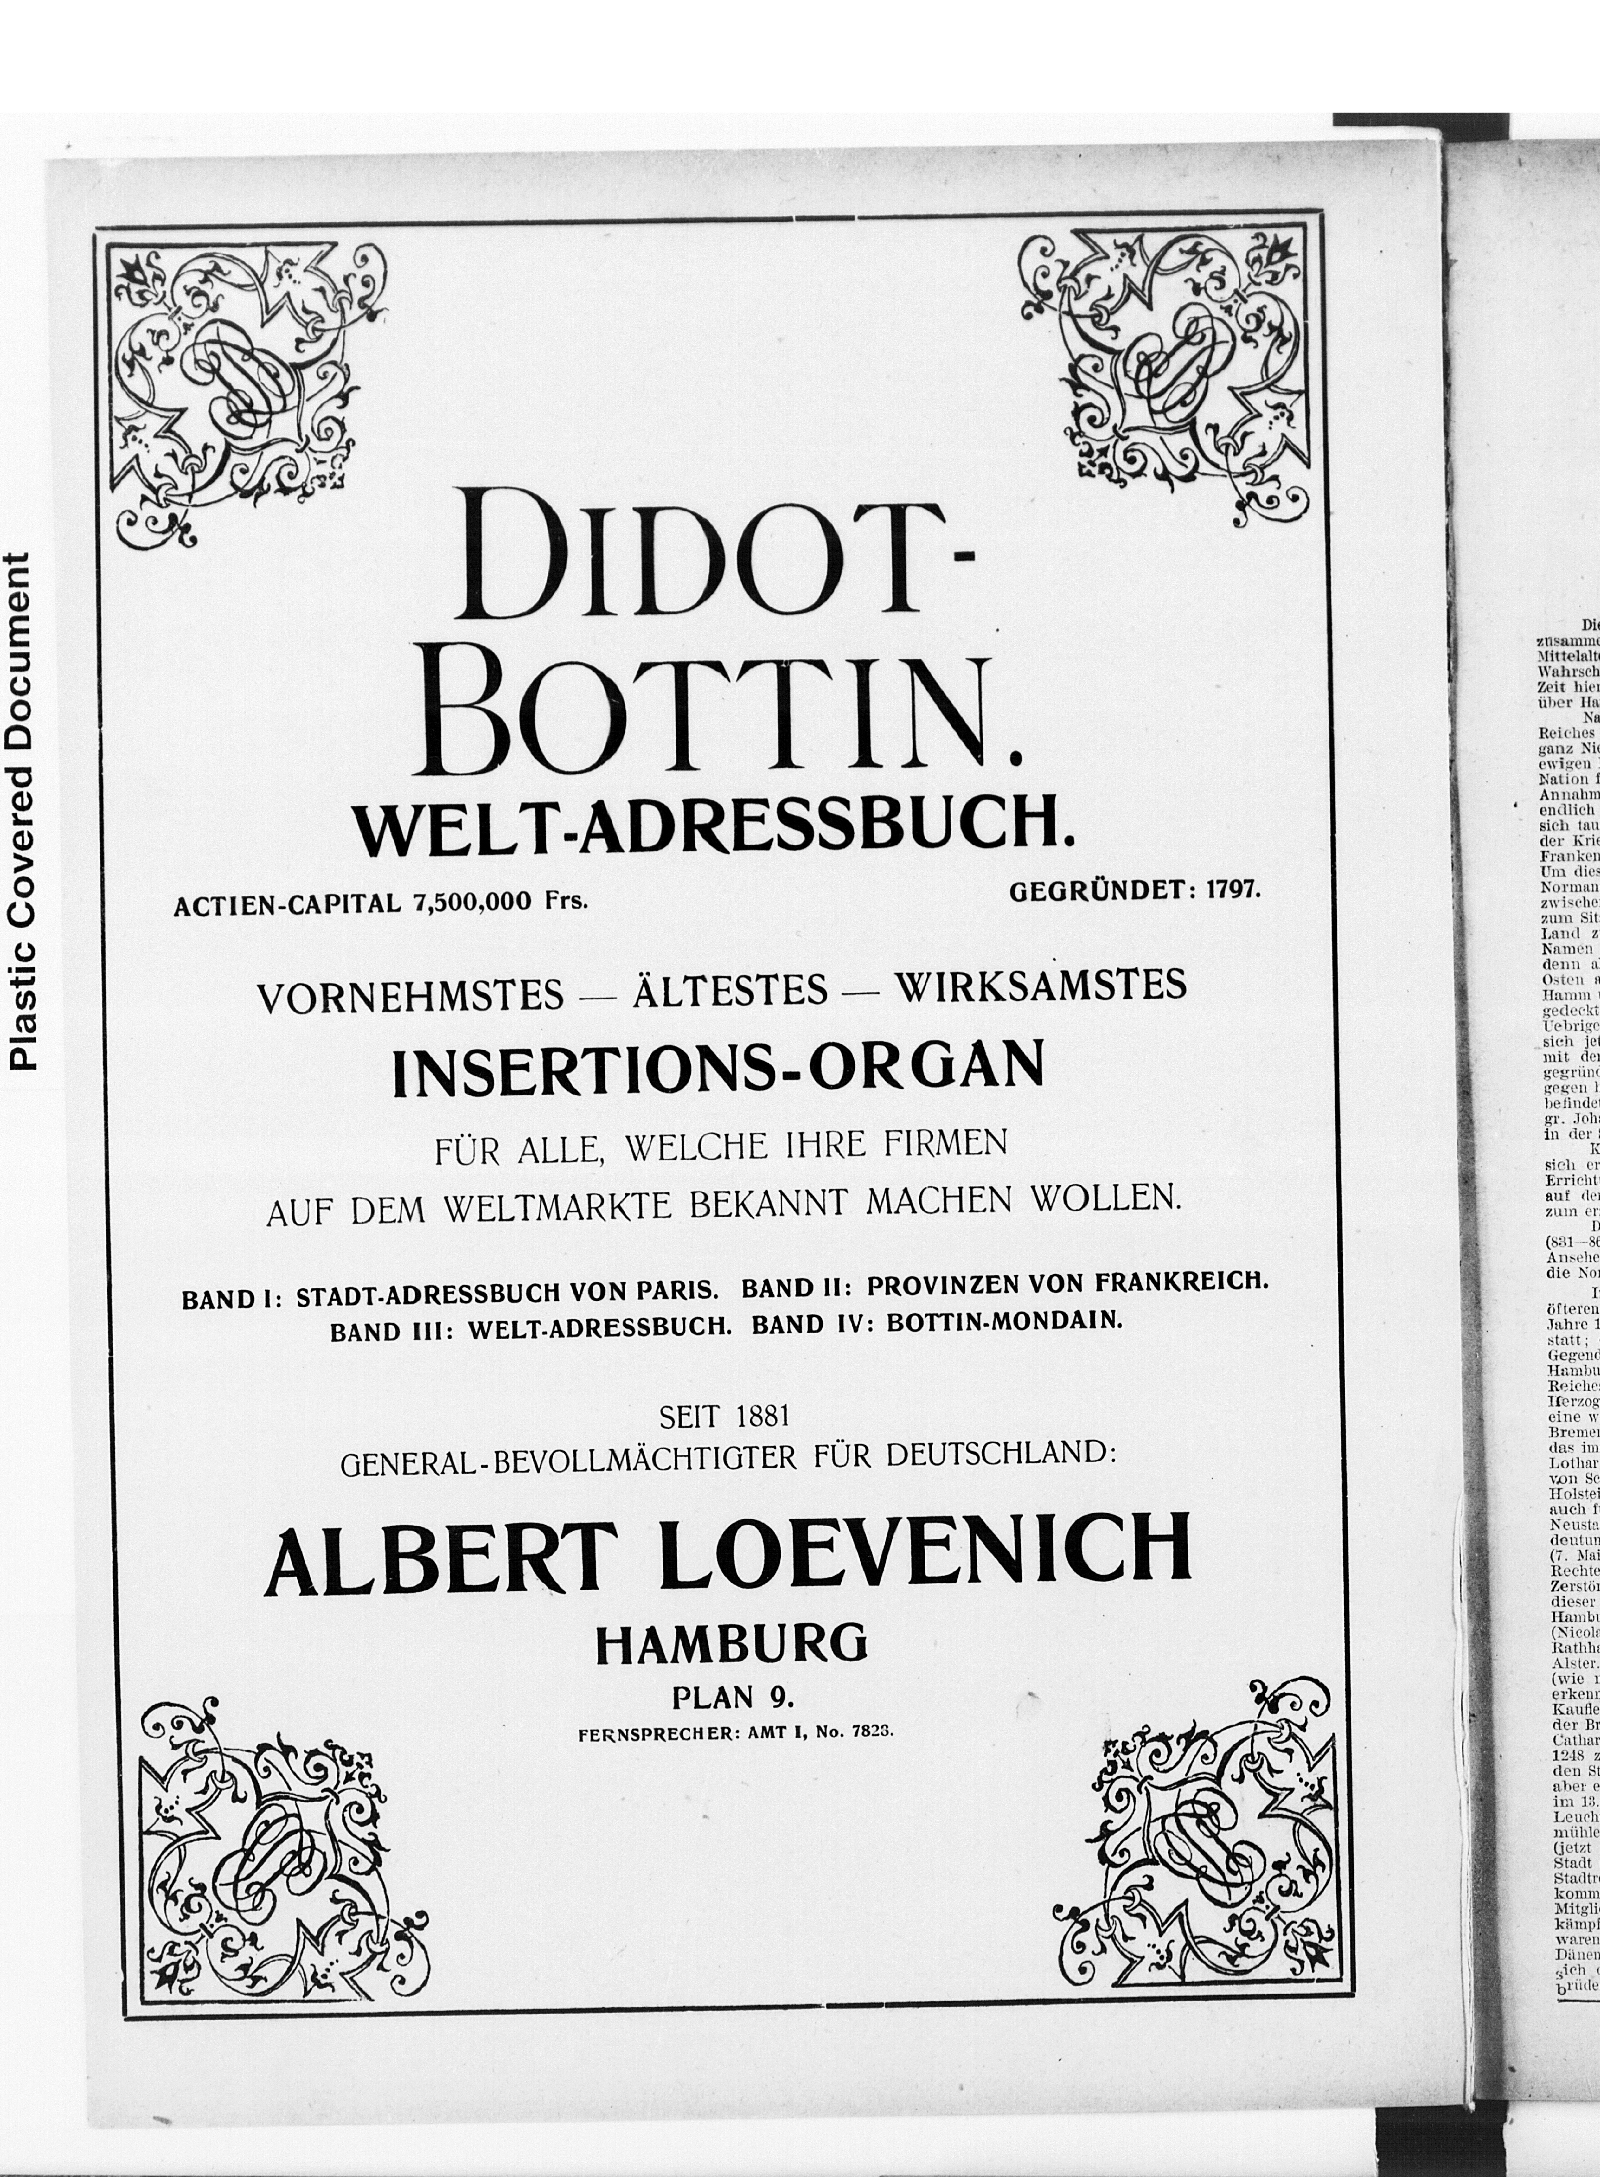 Plastic Covered Document
DIDOT-
BOTTIN.
WELT-ADRESSBUCH.
ACTIEN-CAPITAL 7,500,000 Frs.
GEGRÜNDET: 1797.
VORNEHMSTES — ÄLTESTES — WIRKSAMSTES
INSERTIONS-ORGAN
FÜR ALLE, WELCHE IHRE FIRMEN
AUF DEM WELTMARKTE BEKANNT MACHEN WOLLEN.
BAND I: STADT-ADRESSBUCH VON PARIS. BAND II: PROVINZEN VON FRANKREICH.
BAND III: WELT-ADRESSBUCH. BAND IV: BOTTIN-MONDAIN.
SEIT 1881
GENERAL-BEVOLLMÄCHTIGTER FÜR DEUTSCHLAND:
ALBERT LOEVENICH
HAMBURG
PLAN 9.
FERNSPRECHER: AMT I, No. 7823.